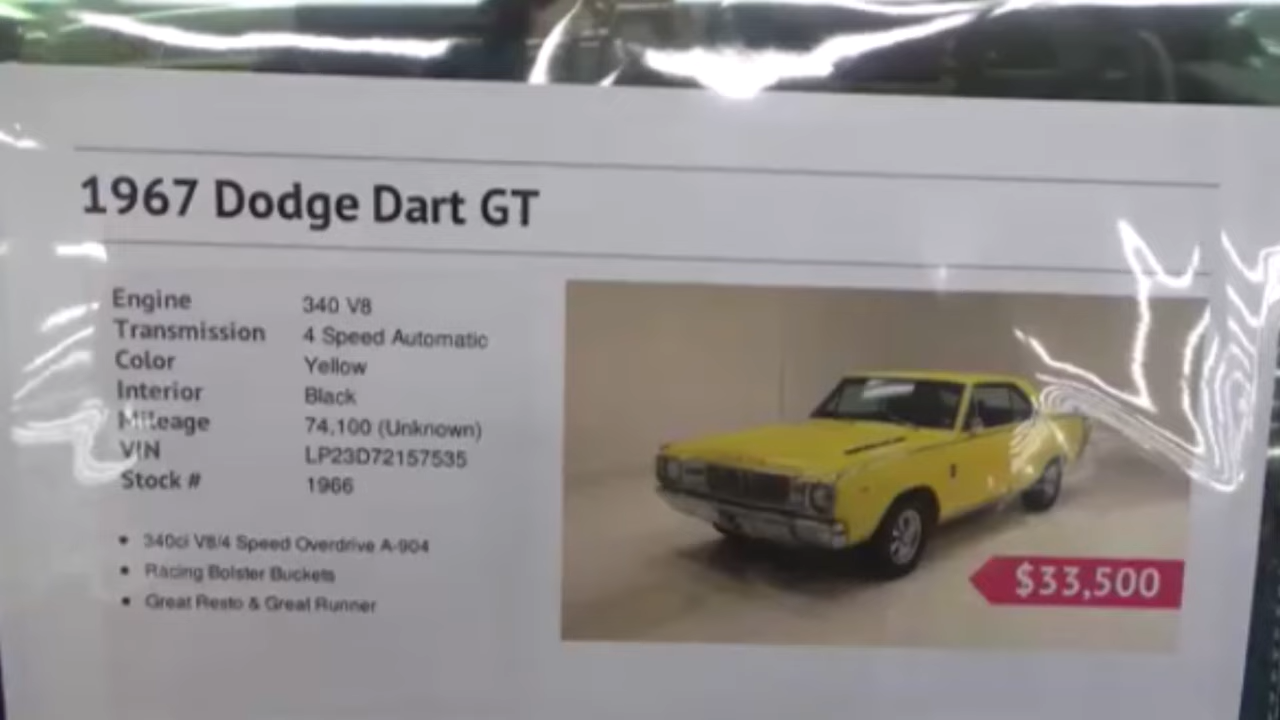 1967 Dodge Dart GT
Engine 340 V8
Transmission 4 Speed Automatic
Color Yellow
Interior Black
Mileage 74,100 (Unknown)
VIN LP23D72157535
Stock # 1966
• 340ci V8/4 Speed Overdrive A-904
• Racing Bolster Buckets
• Great Resto & Great Runner
$33,500